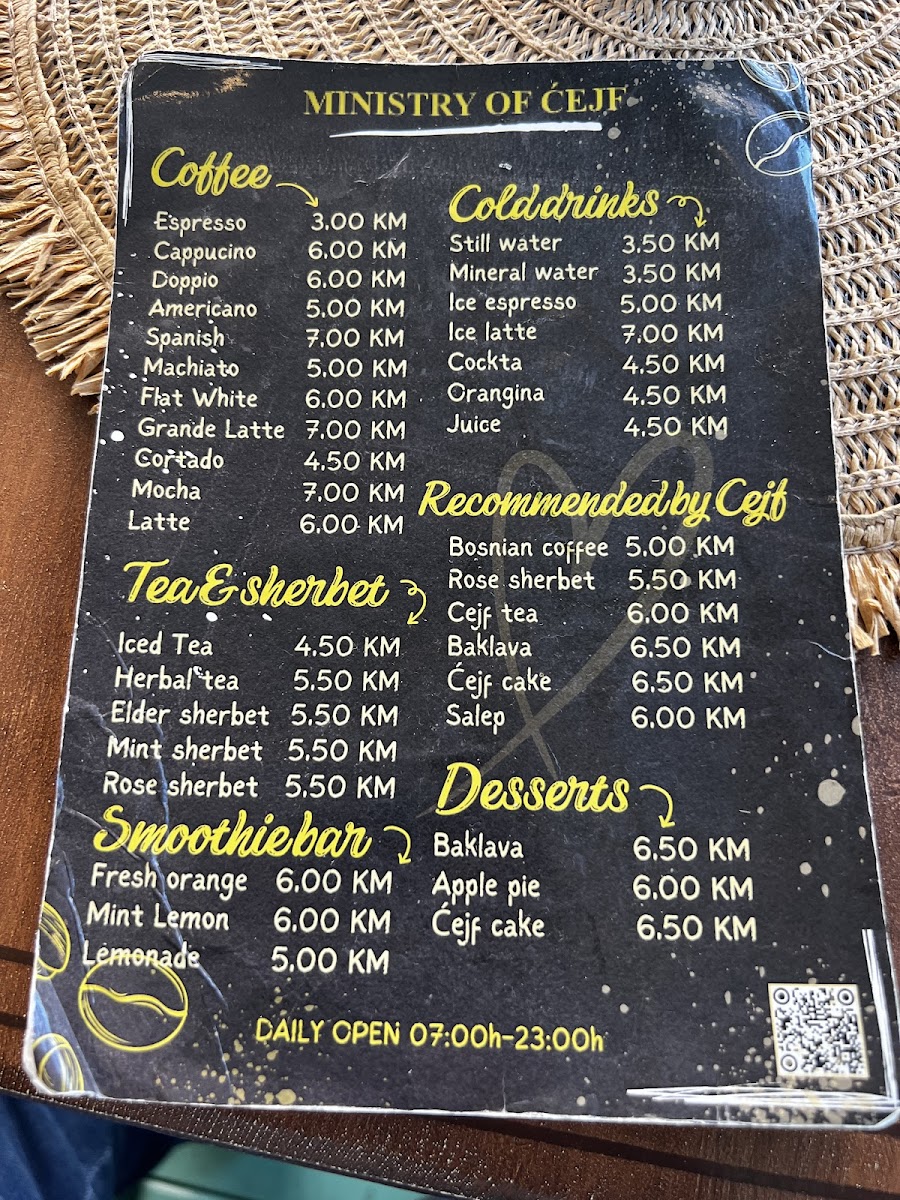 MINISTRY OF ĆEJF
Coffee
Espresso 3.00 KM
Cappucino 6.00 KM
Doppio 6.00 KM
Americano 5.00 KM
Spanish 7.00 KM
Machiato 5.00 KM
Flat White 6.00 KM
Grande Latte 7.00 KM
Cortado 4.50 KM
Mocha 7.00 KM
Latte 6.00 KM
Tea & sherbet
Iced Tea 4.50 KM
Herbal tea 5.50 KM
Elder sherbet 5.50 KM
Mint sherbet 5.50 KM
Rose sherbet 5.50 KM
Smoothie bar
Fresh orange 6.00 KM
Mint Lemon 6.00 KM
Lemonade 5.00 KM
Cold drinks
Still water 3.50 KM
Mineral water 3.50 KM
Ice espresso 5.00 KM
Ice latte 7.00 KM
Cockta 4.50 KM
Orangina 4.50 KM
Juice 4.50 KM
Recommended by Cejf
Bosnian coffee 5.00 KM
Rose sherbet 5.50 KM
Cejf tea 6.00 KM
Baklava 6.50 KM
Ćejf cake 6.50 KM
Salep 6.00 KM
Desserts
Baklava 6.50 KM
Apple pie 6.00 KM
Ćejf cake 6.50 KM
DAILY OPEN 07:00h-23:00h